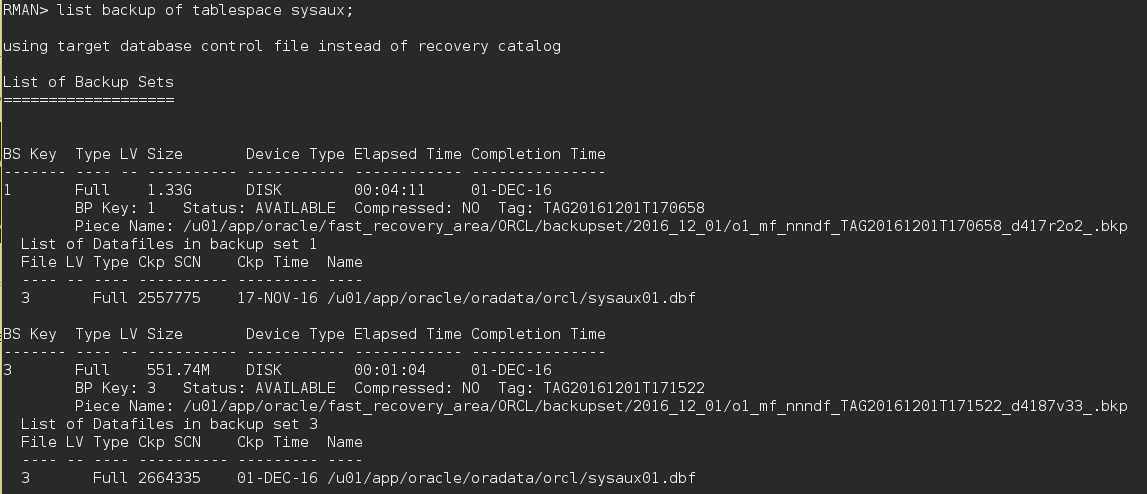 RMAN> list backup of tablespace sysaux;
using target database control file instead of recovery catalog
List of Backup Sets
===================
BS Key  Type LV Size       Device Type Elapsed Time Completion Time
------- ---- -- ---------- ----------- ------------ ---------------
1       Full    1.33G      DISK        00:04:11     01-DEC-16
        BP Key: 1   Status: AVAILABLE  Compressed: NO  Tag: TAG20161201T170658
        Piece Name: /u01/app/oracle/fast_recovery_area/ORCL/backupset/2016_12_01/o1_mf_nnndf_TAG20161201T170658_d417r2o2_.bkp
  List of Datafiles in backup set 1
  File LV Type Ckp SCN    Ckp Time  Name
  ---- -- ---- ---------- --------- ----
  3       Full 2557775    17-NOV-16 /u01/app/oracle/oradata/orcl/sysaux01.dbf
BS Key  Type LV Size       Device Type Elapsed Time Completion Time
------- ---- -- ---------- ----------- ------------ ---------------
3       Full    551.74M    DISK        00:01:04     01-DEC-16
        BP Key: 3   Status: AVAILABLE  Compressed: NO  Tag: TAG20161201T171522
        Piece Name: /u01/app/oracle/fast_recovery_area/ORCL/backupset/2016_12_01/o1_mf_nnndf_TAG20161201T171522_d4187v33_.bkp
  List of Datafiles in backup set 3
  File LV Type Ckp SCN    Ckp Time  Name
  ---- -- ---- ---------- --------- ----
  3       Full 2664335    01-DEC-16 /u01/app/oracle/oradata/orcl/sysaux01.dbf